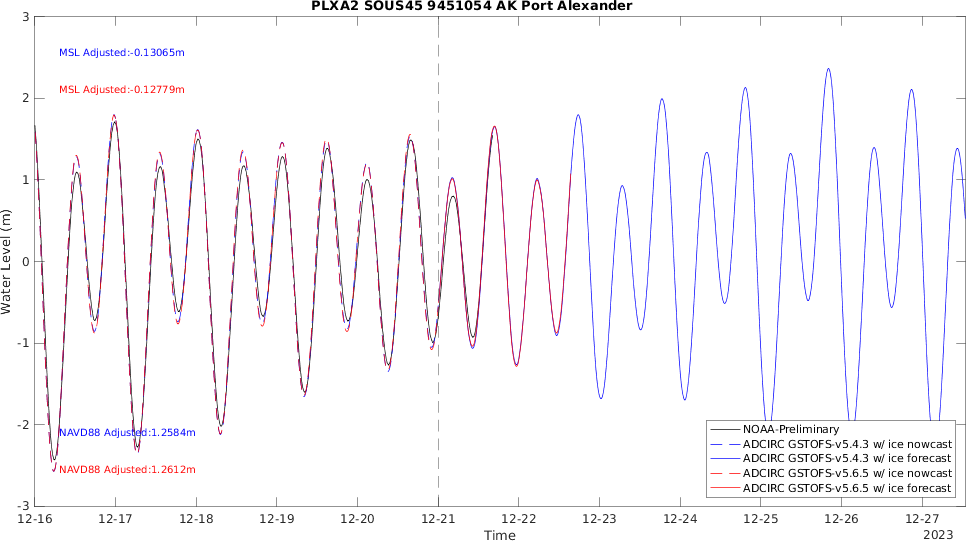 PLXA2 SOUS45 9451054 AK Port Alexander
3
MSL Adjusted:-0.13065m
MSL Adjusted:-0.12779m
2
1
0
-1
-2
-3
Water Level (m)
NAVD88 Adjusted:1.2584m
NAVD88 Adjusted:1.2612m
NOAA-Preliminary
ADCIRC GSTOFS-v5.4.3 w/ ice nowcast
ADCIRC GSTOFS-v5.4.3 w/ ice forecast
ADCIRC GSTOFS-v5.6.5 w/ ice nowcast
ADCIRC GSTOFS-v5.6.5 w/ ice forecast
12-16 12-17 12-18 12-19 12-20 12-21 12-22 12-23 12-24 12-25 12-26 12-27
Time
2023